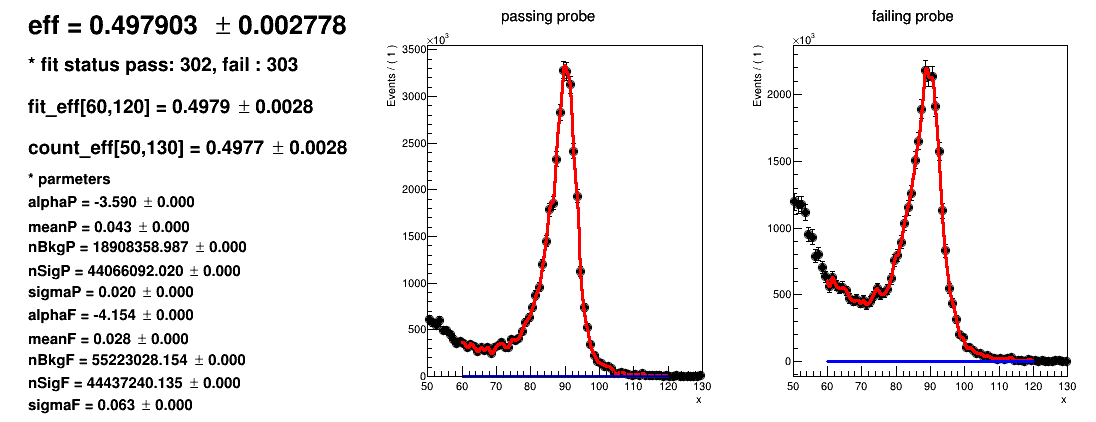 eff = 0.497903 ± 0.002778
* fit status pass: 302, fail : 303
fit_eff[60,120] = 0.4979 ± 0.0028
count_eff[50,130] = 0.4977 ± 0.0028
* parmeters
alphaP = -3.590 ± 0.000
meanP = 0.043 ± 0.000
nBkgP = 18908358.987 ± 0.000
nSigP = 44066092.020 ± 0.000
sigmaP = 0.020 ± 0.000
alphaF = -4.154 ± 0.000
meanF = 0.028 ± 0.000
nBkgF = 55223028.154 ± 0.000
nSigF = 44437240.135 ± 0.000
sigmaF = 0.063 ± 0.000
passing probe
×10³
Events / ( 1 )
3500
3000
2500
2000
1500
1000
500
0
50 60 70 80 90 100 110 120 130
x
failing probe
×10³
Events / ( 1 )
2000
1500
1000
500
0
50 60 70 80 90 100 110 120 130
x